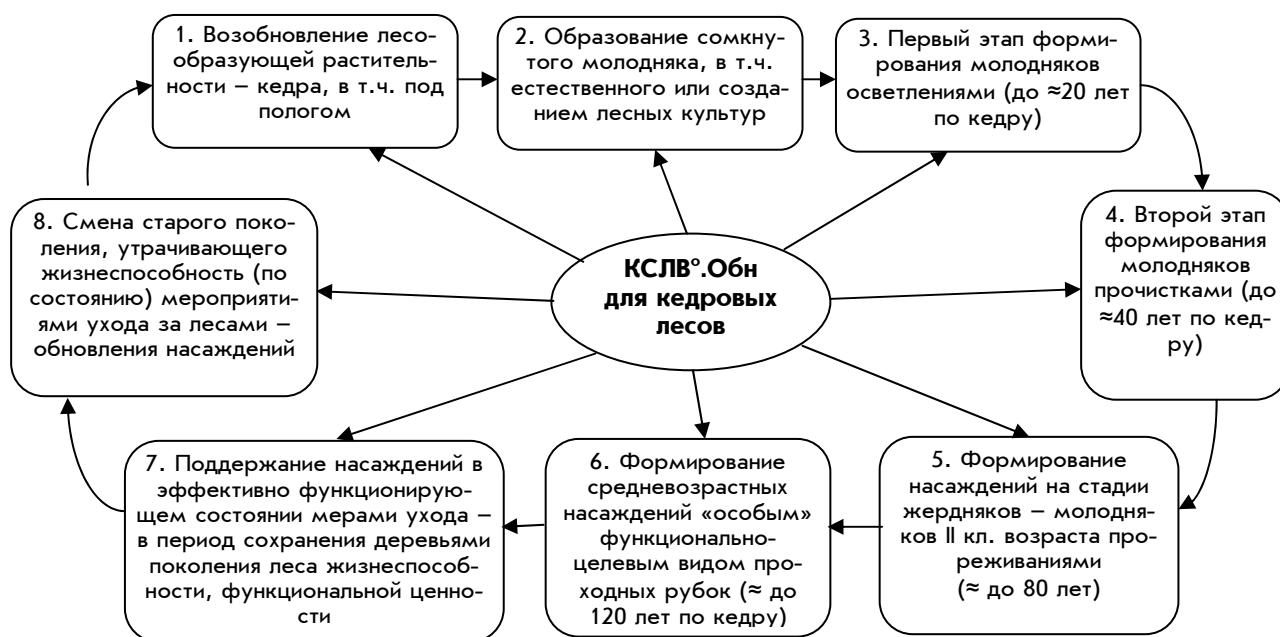 1. Возобновление лесо-
образующей раститель-
ности – кедра, в т.ч. под
пологом
2. Образование сомкну-
того молодняка, в т.ч.
естественного или созда-
нием лесных культур
3. Первый этап форми-
рования молодняков
осветлениями (до ≈20 лет
по кедру)
8. Смена старого поко-
ления, утрачивающего
жизнеспособность (по
состоянию) мероприяти-
ями ухода за лесами –
обновления насаждений
КСЛВ°.Обн
для кедровых
лесов
4. Второй этап
формирования
молодняков
прочистками (до
≈40 лет по кед-
ру)
7. Поддержание насаждений в
эффективно функционирую-
щем состоянии мерами ухода –
в период сохранения деревьями
поколения леса жизнеспособ-
ности, функциональной ценно-
сти
6. Формирование
средневозрастных
насаждений «особым»
функционально-
целевым видом про-
ходных рубок (≈ до
120 лет по кедру)
5. Формирование
насаждений на стадии
жердняков – молодня-
ков II кл. возраста про-
реживаниями
(≈ до 80 лет)